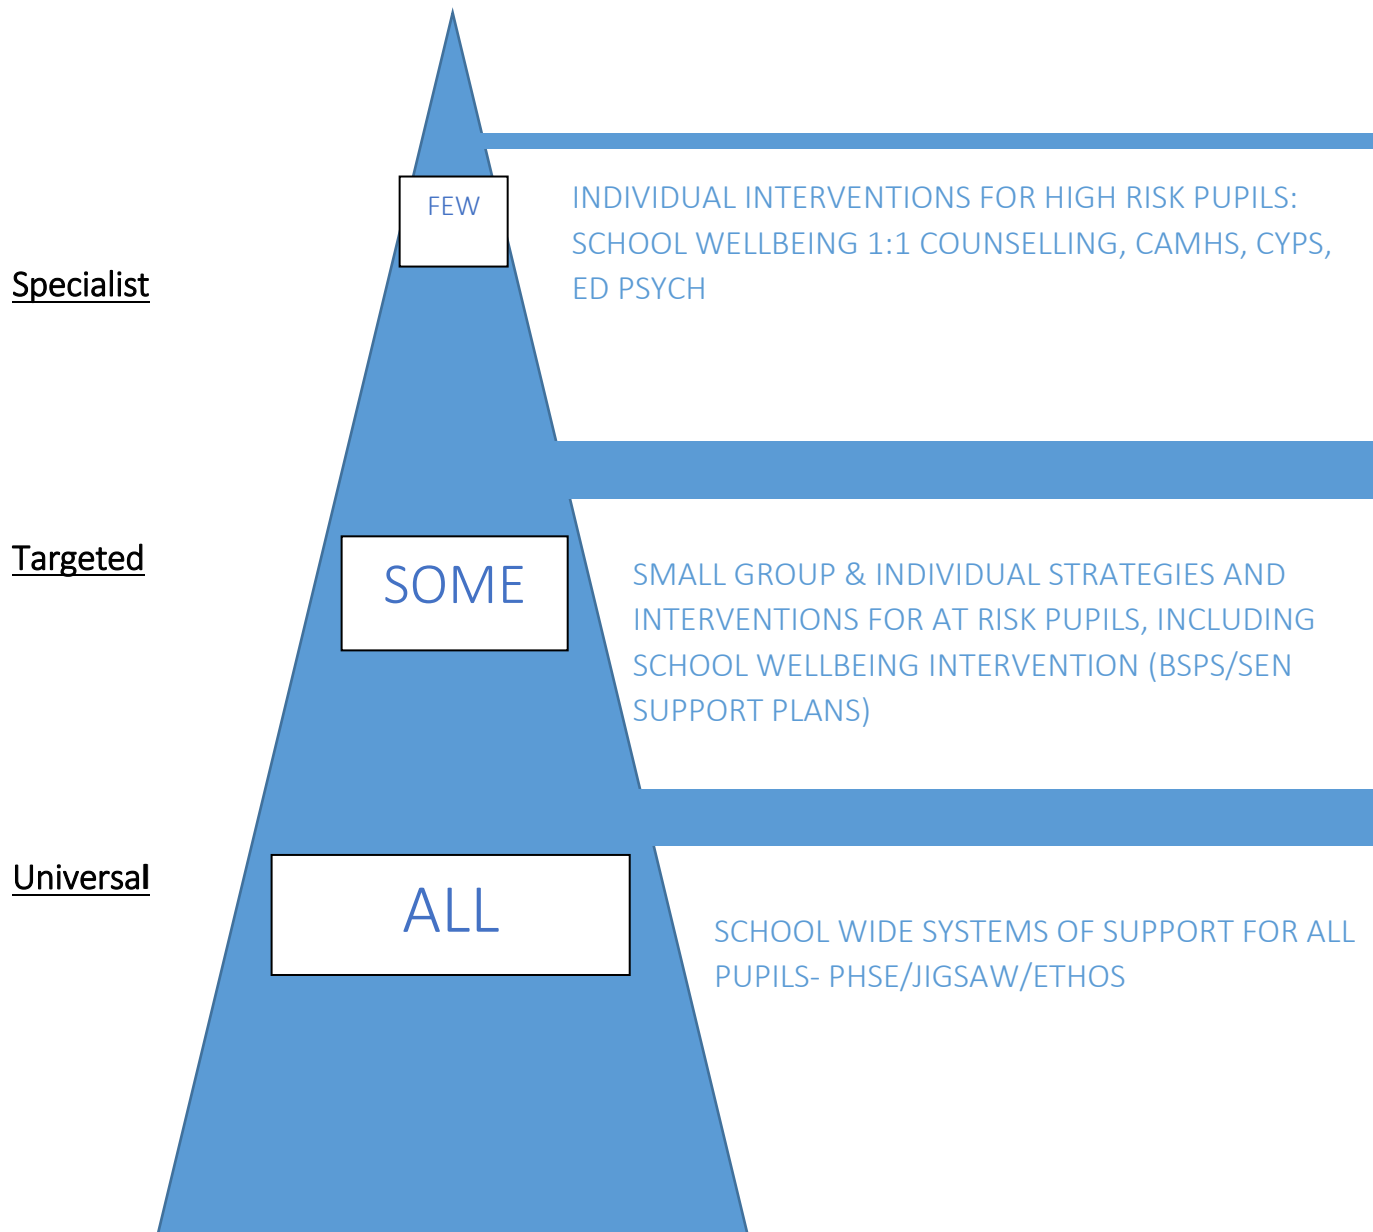 FEW
INDIVIDUAL INTERVENTIONS FOR HIGH RISK PUPILS:
SCHOOL WELLBEING 1:1 COUNSELLING, CAMHS, CYPS,
ED PSYCH
Specialist
Targeted
SOME
SMALL GROUP & INDIVIDUAL STRATEGIES AND
INTERVENTIONS FOR AT RISK PUPILS, INCLUDING
SCHOOL WELLBEING INTERVENTION (BSPS/SEN
SUPPORT PLANS)
Universal
ALL
SCHOOL WIDE SYSTEMS OF SUPPORT FOR ALL
PUPILS- PHSE/JIGSAW/ETHOS